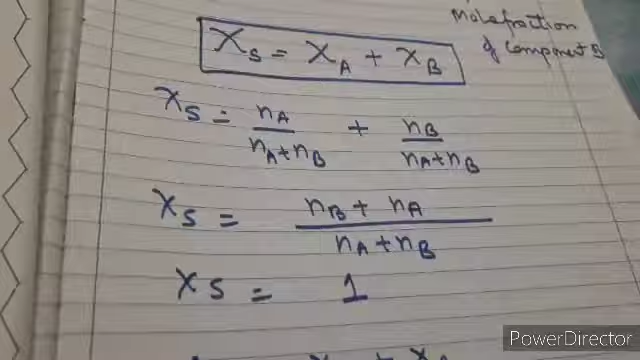 Molefraction
of components
Xs = XA + XB
Xs = nA/(nA+nB) + nB/(nA+nB)
Xs = (nB + nA)/(nA+nB)
Xs = 1
PowerDirector